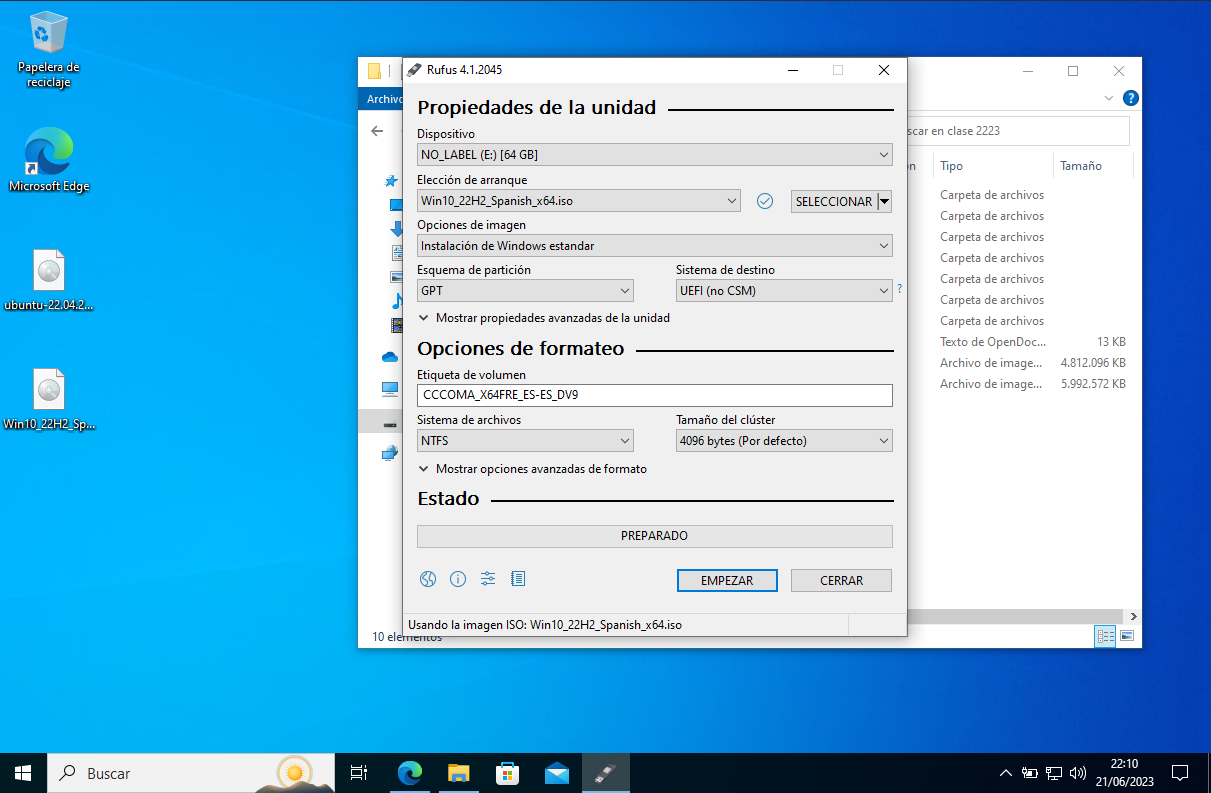 Papelera de
reciclaje
Microsoft Edge
ubuntu-22.04.2...
Win10_22H2_Sp...
Archivo
Rufus 4.1.2045
Propiedades de la unidad
Dispositivo
NO_LABEL (E:) [64 GB]
Elección de arranque
Win10_22H2_Spanish_x64.iso
SELECCIONAR
Opciones de imagen
Instalación de Windows estandar
Esquema de partición
Sistema de destino
GPT
UEFI (no CSM)
?
Mostrar propiedades avanzadas de la unidad
Opciones de formateo
Etiqueta de volumen
CCCOMA_X64FRE_ES-ES_DV9
Sistema de archivos
Tamaño del clúster
NTFS
4096 bytes (Por defecto)
Mostrar opciones avanzadas de formato
Estado
PREPARADO
EMPEZAR
CERRAR
Usando la imagen ISO: Win10_22H2_Spanish_x64.iso
?
scar en clase 2223
Tipo
Tamaño
Carpeta de archivos
Carpeta de archivos
Carpeta de archivos
Carpeta de archivos
Carpeta de archivos
Carpeta de archivos
Carpeta de archivos
Texto de OpenDoc... 13 KB
Archivo de image... 4.812.096 KB
Archivo de image... 5.992.572 KB
10 elementos
Buscar
22:10
21/06/2023